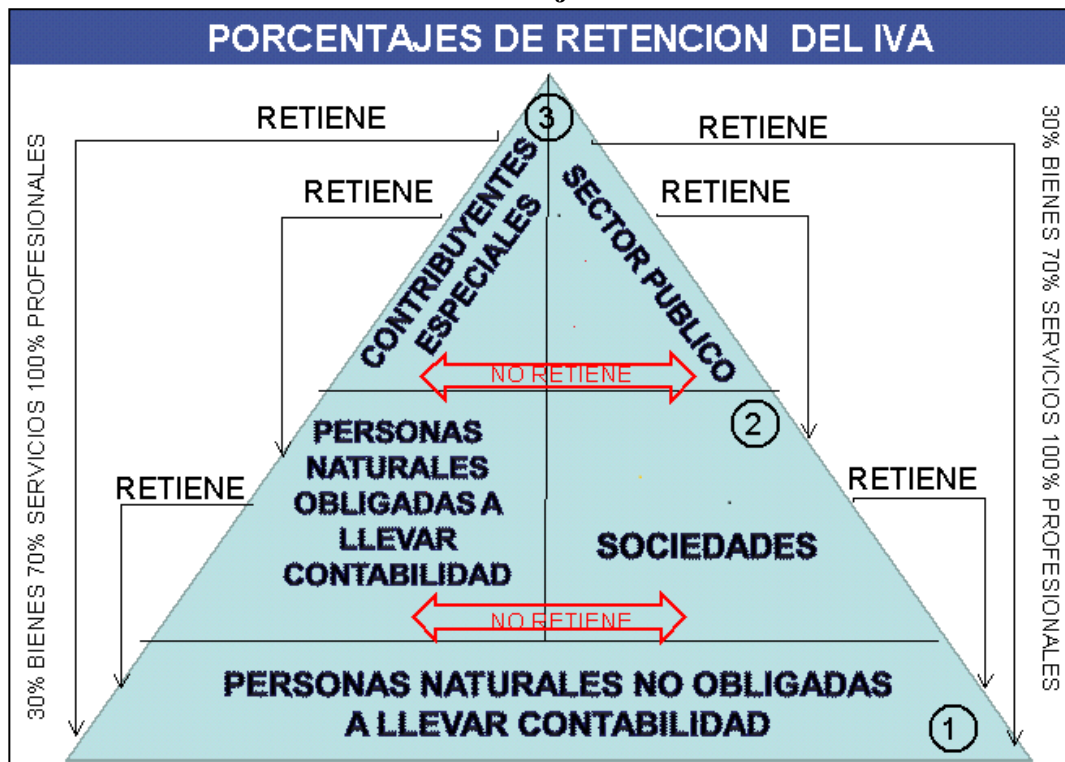 PORCENTAJES DE RETENCION DEL IVA
RETIENE
RETIENE
RETIENE
RETIENE
3
CONTRIBUYENTES
ESPECIALES
SECTOR PUBLICO
NO RETIENE
2
PERSONAS
NATURALES
OBLIGADAS A
LLEVAR
CONTABILIDAD
SOCIEDADES
RETIENE
RETIENE
NO RETIENE
PERSONAS NATURALES NO OBLIGADAS
A LLEVAR CONTABILIDAD
1
30% BIENES 70% SERVICIOS 100% PROFESIONALES
30% BIENES 70% SERVICIOS 100% PROFESIONALES